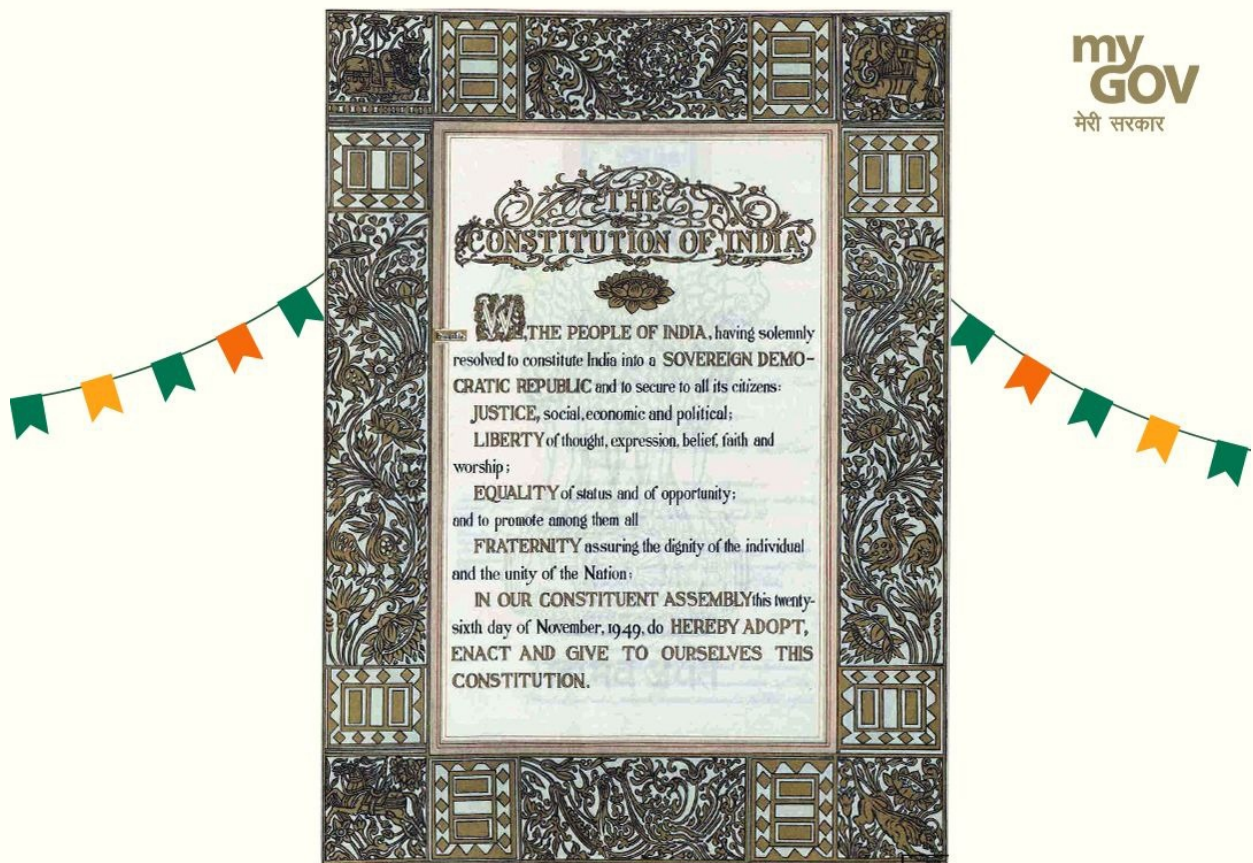 my
GOV
मेरी सरकार
THE
CONSTITUTION OF INDIA
WE, THE PEOPLE OF INDIA, having solemnly
resolved to constitute India into a SOVEREIGN DEMO-
CRATIC REPUBLIC and to secure to all its citizens:
JUSTICE, social, economic and political;
LIBERTY of thought, expression, belief, faith and
worship;
EQUALITY of status and of opportunity;
and to promote among them all
FRATERNITY assuring the dignity of the individual
and the unity of the Nation;
IN OUR CONSTITUENT ASSEMBLY this twenty-
sixth day of November, 1949, do HEREBY ADOPT,
ENACT AND GIVE TO OURSELVES THIS
CONSTITUTION.